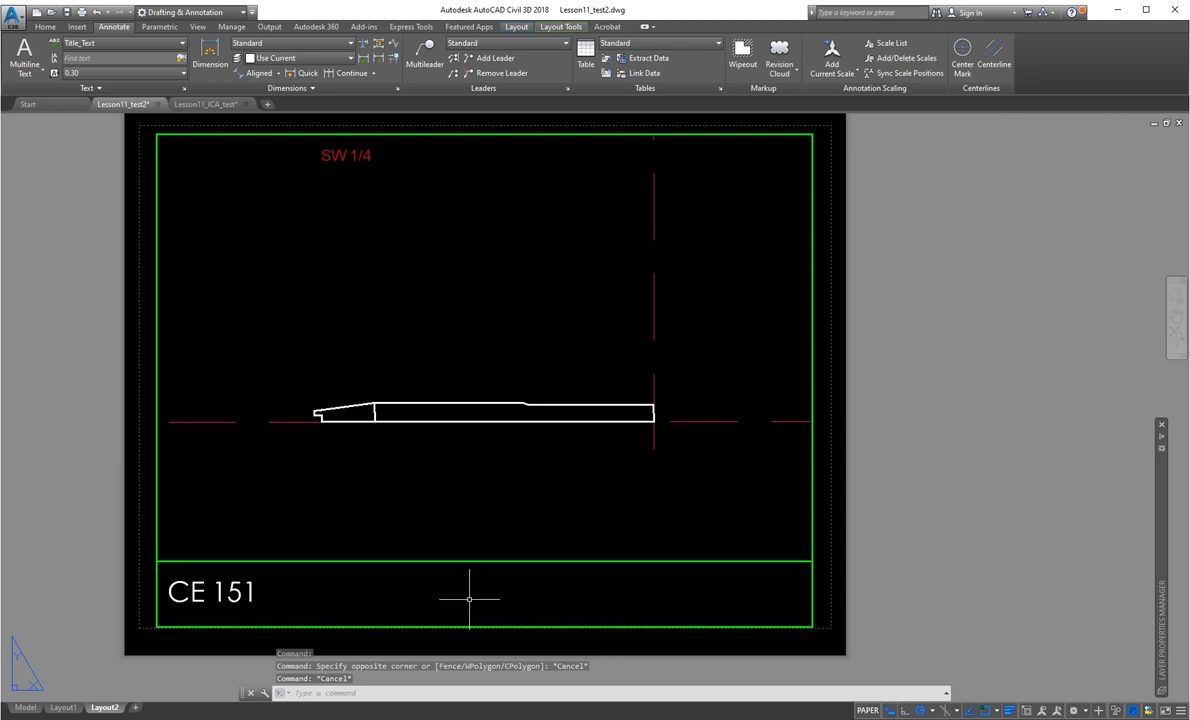 Drafting & Annotation
Autodesk AutoCAD Civil 3D 2018 Lesson11_test2.dwg
Type a keyword or phrase
Sign In
C3D
Home Insert Annotate Parametric View Manage Output Autodesk 360 Add-ins Express Tools Featured Apps Layout Layout Tools Acrobat
Multiline Text
Title_Text
Find text
0.30
Text
Dimension
Standard
Use Current
Aligned Quick Continue
Dimensions
Multileader
Standard
Add Leader
Remove Leader
Leaders
Table
Standard
Extract Data
Link Data
Tables
Wipeout
Revision Cloud
Markup
Add Current Scale
Scale List
Add/Delete Scales
Sync Scale Positions
Annotation Scaling
Center Mark
Centerline
Centerlines
Start Lesson11_test2* Lesson11_ICA_test*
SW 1/4
CE 151
Y
X
LAYER PROPERTIES MANAGER
Command:
Command: Specify opposite corner or [Fence/WPolygon/CPolygon]: *Cancel*
Command: *Cancel*
Type a command
Model Layout1 Layout2
PAPER